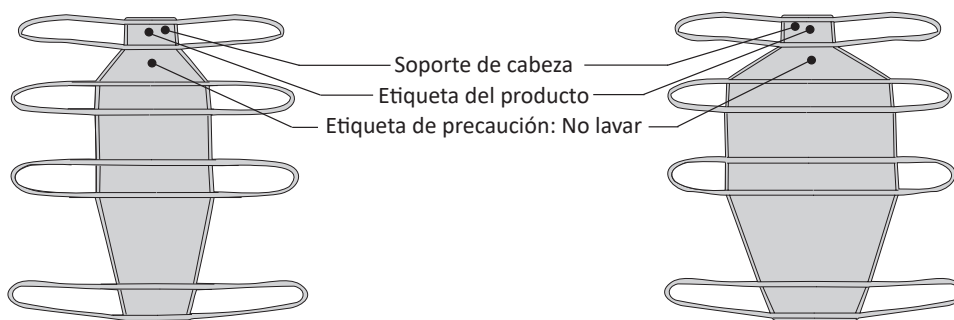 Soporte de cabeza
Etiqueta del producto
Etiqueta de precaución: No lavar